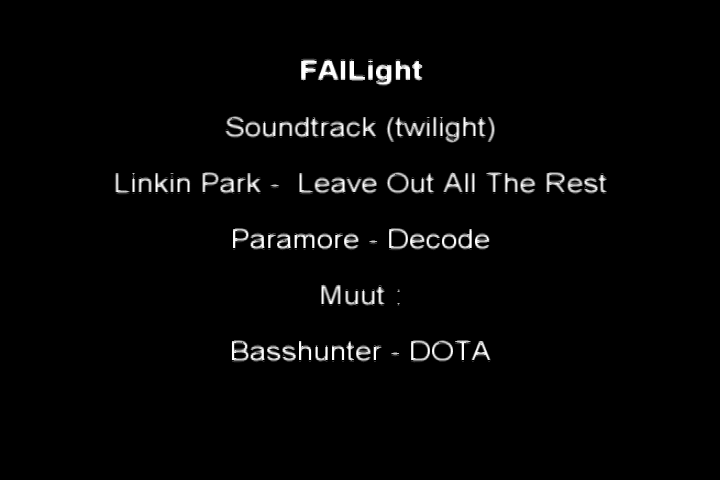 FAILight
Soundtrack (twilight)
Linkin Park -  Leave Out All The Rest
Paramore - Decode
Muut :
Basshunter - DOTA